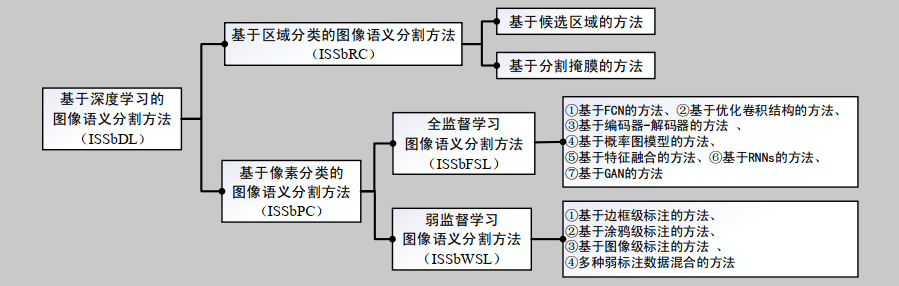 基于深度学习的
图像语义分割方法
(ISSbDL)
基于区域分类的图像语义分割方法
(ISSbRC)
基于候选区域的方法
基于分割掩膜的方法
基于像素分类的
图像语义分割方法
(ISSbPC)
全监督学习
图像语义分割方法
(ISSbFSL)
①基于FCN的方法、②基于优化卷积结构的方法、
③基于编码器-解码器的方法 、
④基于概率图模型的方法、
⑤基于特征融合的方法、⑥基于RNNs的方法、
⑦基于GAN的方法
弱监督学习
图像语义分割方法
(ISSbWSL)
①基于边框级标注的方法、
②基于涂鸦级标注的方法、
③基于图像级标注的方法 、
④多种弱标注数据混合的方法